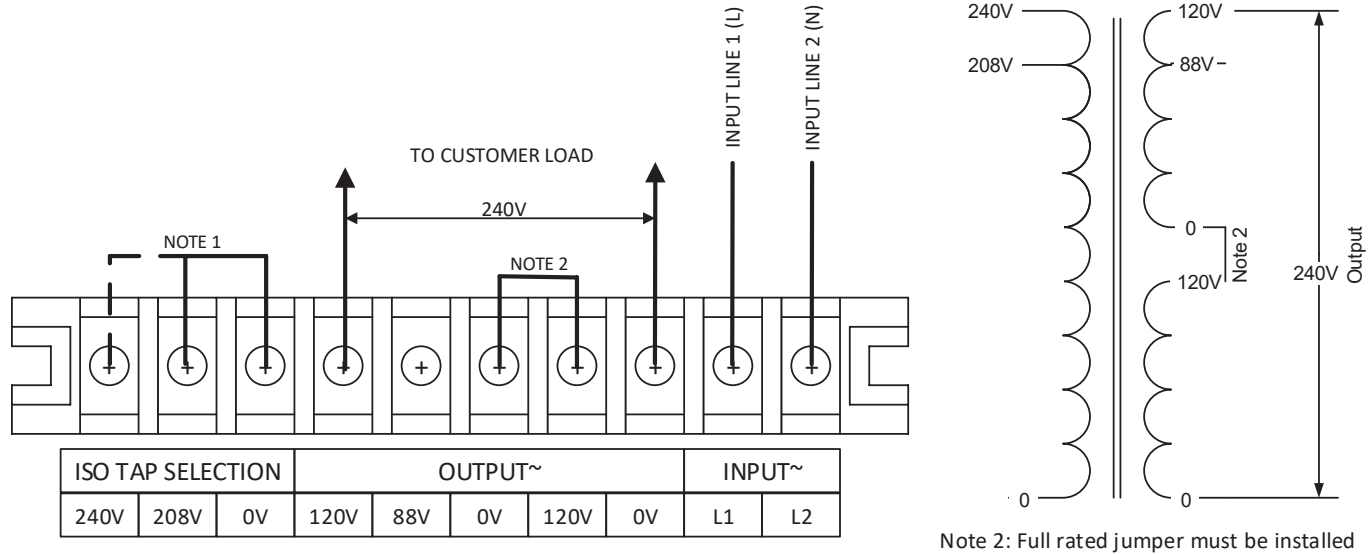 INPUT LINE 1 (L)
INPUT LINE 2 (N)
TO CUSTOMER LOAD
240V
NOTE 1
NOTE 2
ISO TAP SELECTION OUTPUT~ INPUT~
240V 208V 0V 120V 88V 0V 120V 0V L1 L2
240V
120V
208V
88V
0
Note 2
120V
240V
Output
0
0
Note 2: Full rated jumper must be installed